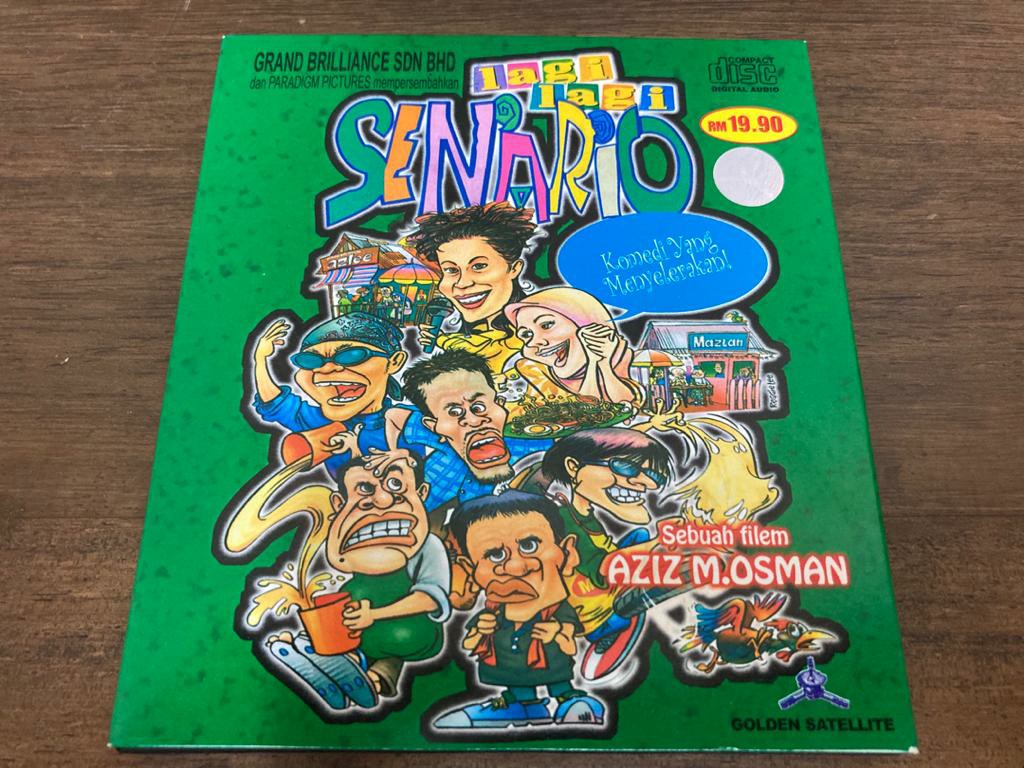 GRAND BRILLIANCE SDN BHD
dan PARADIGM PICTURES mempersembahkan
lagi
lagi
SENARIO
COMPACT
disc
DIGITAL AUDIO
RM 19.90
Komedi Yang
Menyelerakan!
azlee
Mazlan
Sebuah filem
AZIZ M.OSMAN
GOLDEN SATELLITE